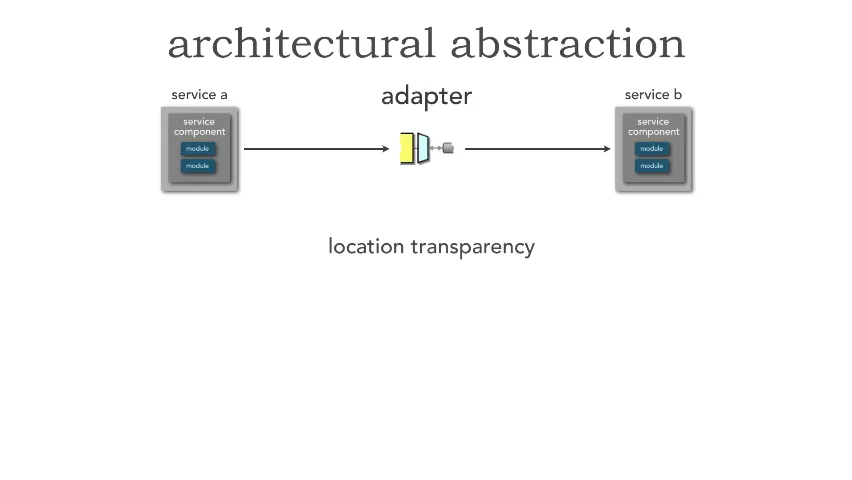 architectural abstraction
service a
adapter
service b
service
component
module
module
service
component
module
module
location transparency